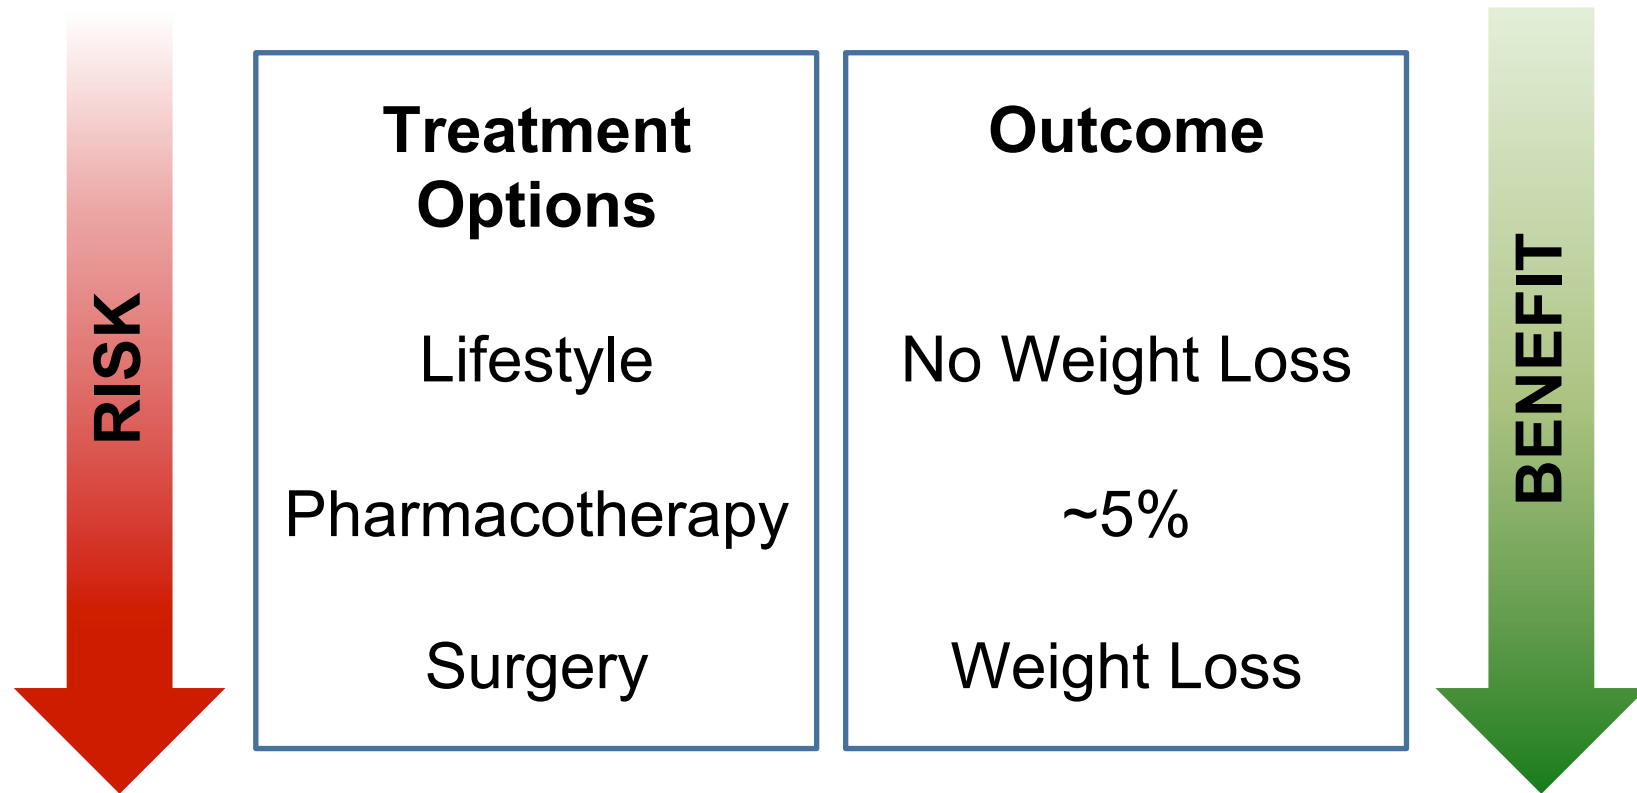 RISK
Treatment
Options
Lifestyle
Pharmacotherapy
Surgery
Outcome
No Weight Loss
~5%
Weight Loss
BENEFIT